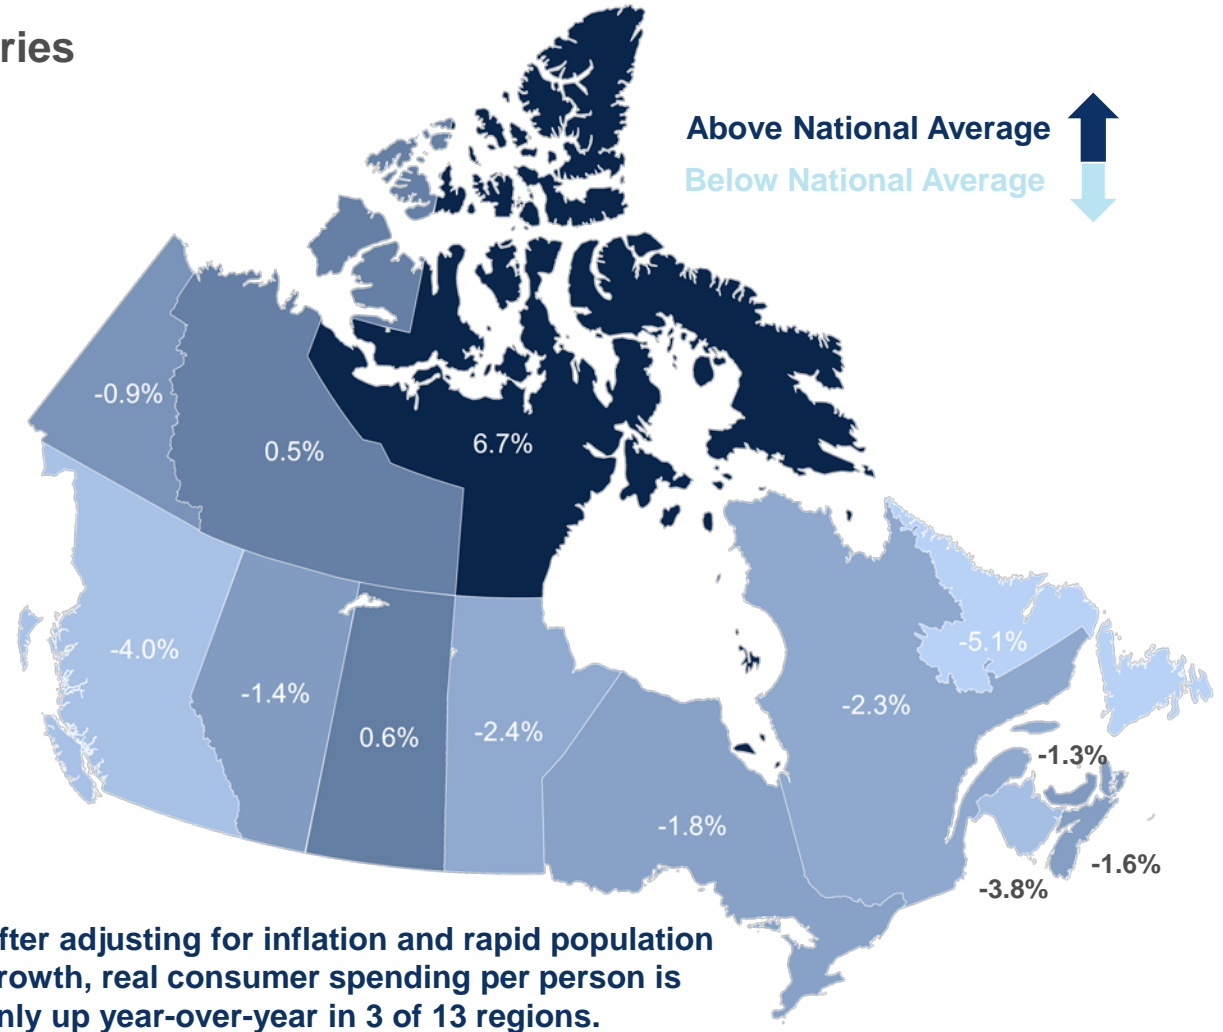 ries
Above National Average
Below National Average
-0.9%
0.5%
6.7%
-4.0%
-1.4%
0.6%
-2.4%
-5.1%
-2.3%
-1.3%
-1.8%
-1.6%
-3.8%
fter adjusting for inflation and rapid population
rowth, real consumer spending per person is
nly up year-over-year in 3 of 13 regions.